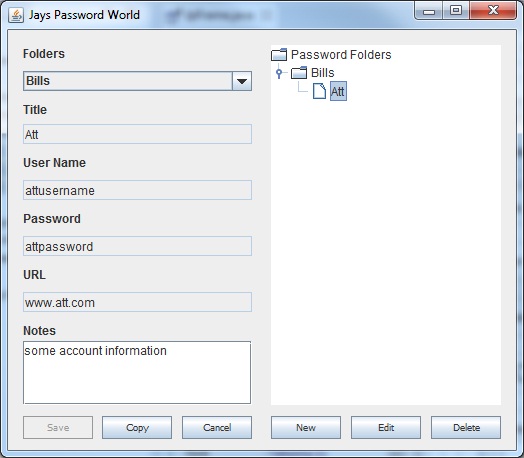 Jays Password World
Folders
Bills
Title
Att
User Name
attusername
Password
attpassword
URL
www.att.com
Notes
some account information
Save Copy Cancel
Password Folders
Bills
Att
New Edit Delete